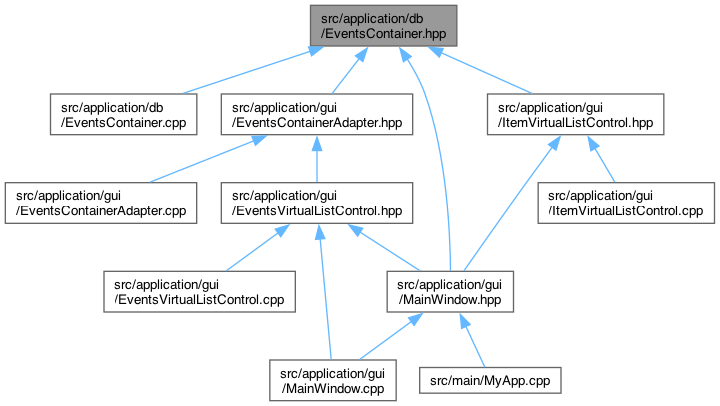 src/application/db
/EventsContainer.hpp
src/application/db
/EventsContainer.cpp
src/application/gui
/EventsContainerAdapter.hpp
src/application/gui
/ItemVirtualListControl.hpp
src/application/gui
/EventsContainerAdapter.cpp
src/application/gui
/EventsVirtualListControl.hpp
src/application/gui
/ItemVirtualListControl.cpp
src/application/gui
/EventsVirtualListControl.cpp
src/application/gui
/MainWindow.hpp
src/application/gui
/MainWindow.cpp
src/main/MyApp.cpp